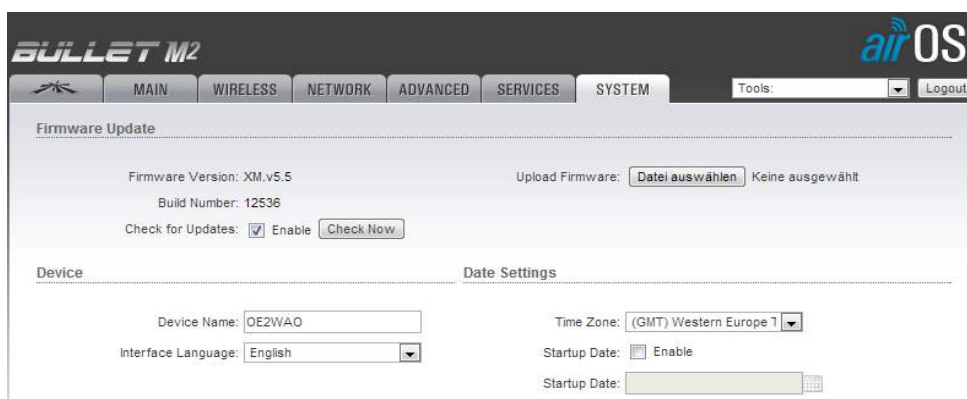 BULLET M2
airOS
MAIN WIRELESS NETWORK ADVANCED SERVICES SYSTEM Tools: Logout
Firmware Update
Firmware Version: XM.v5.5
Upload Firmware: Datei auswählen Keine ausgewählt
Build Number: 12536
Check for Updates: Enable Check Now
Device
Date Settings
Device Name: OE2WAO
Time Zone: (GMT) Western Europe T
Interface Language: English
Startup Date: Enable
Startup Date: